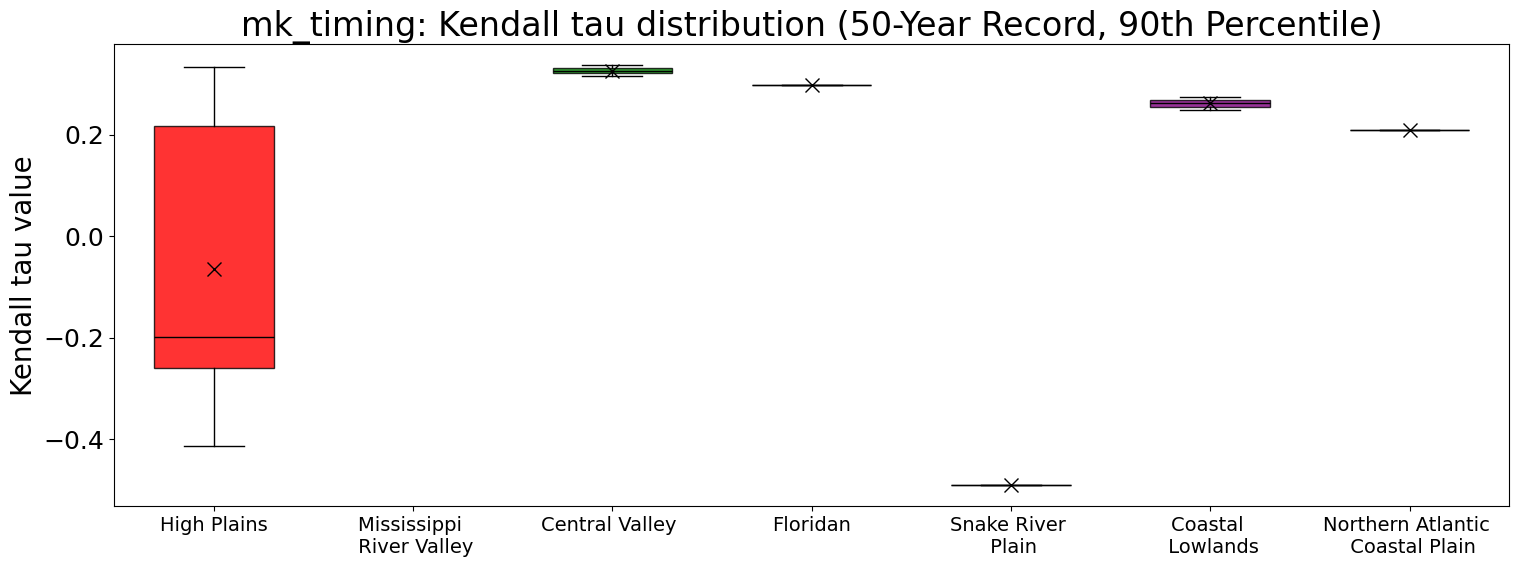 mk_timing: Kendall tau distribution (50-Year Record, 90th Percentile)
Kendall tau value
0.2
0.0
−0.2
−0.4
High Plains
Mississippi
River Valley
Central Valley
Floridan
Snake River
Plain
Coastal
Lowlands
Northern Atlantic
Coastal Plain